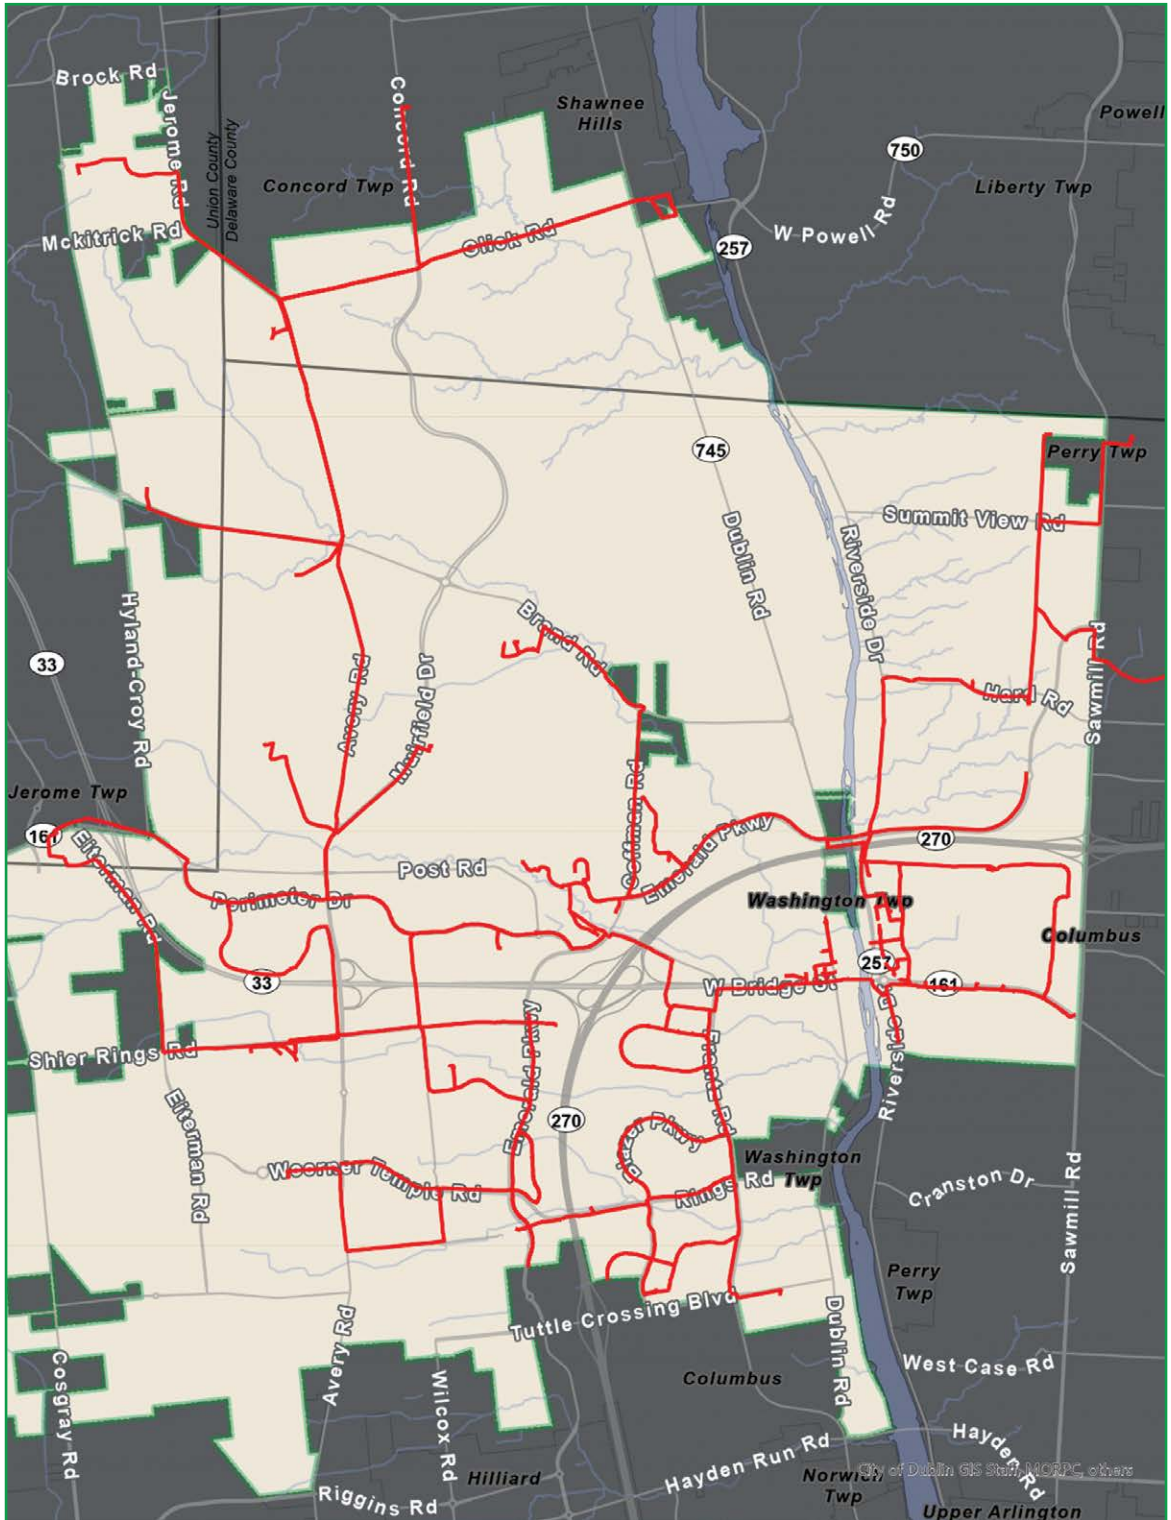 Brock Rd
Jerome Rd
Union County
Delaware County
Concord Rd
Shawnee
Hills
Powell
750
Concord Twp
Liberty Twp
Mckitrick Rd
Glick Rd
W Powell Rd
257
745
Perry Twp
Summit View Rd
Dublin Rd
Riverside Dr
Hyland-Croy Rd
Brand Rd
33
Avery Rd
Muirfield Dr
Hard Rd
Sawmill Rd
Jerome Twp
161
Eiterman Rd
Coffman Rd
Emerald Pkwy
270
Post Rd
Perimeter Dr
Washington Twp
Columbus
257
33
W Bridge St
161
Shier Rings Rd
Emerald Pkwy
Frantz Rd
Riverside Dr
Eiterman Rd
270
Blazer Pkwy
Washington
Twp
Woerner Temple Rd
Rings Rd
Cranston Dr
Sawmill Rd
Perry
Twp
Tuttle Crossing Blvd
Avery Rd
Dublin Rd
West Case Rd
Cosgray Rd
Wilcox Rd
Columbus
Hayden Run Rd
Hayden Rd
Hilliard
Norwich
Twp
City of Dublin GIS Staff, MORPC, others
Riggins Rd
Upper Arlington